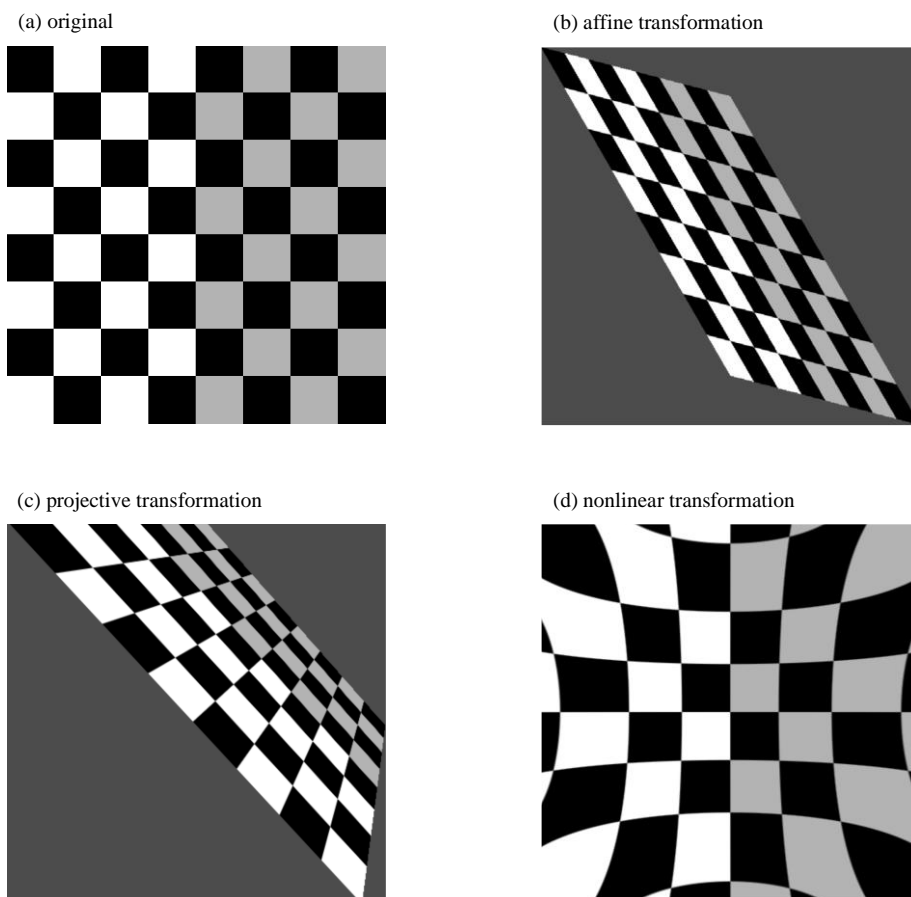 (a) original
(b) affine transformation
(c) projective transformation
(d) nonlinear transformation